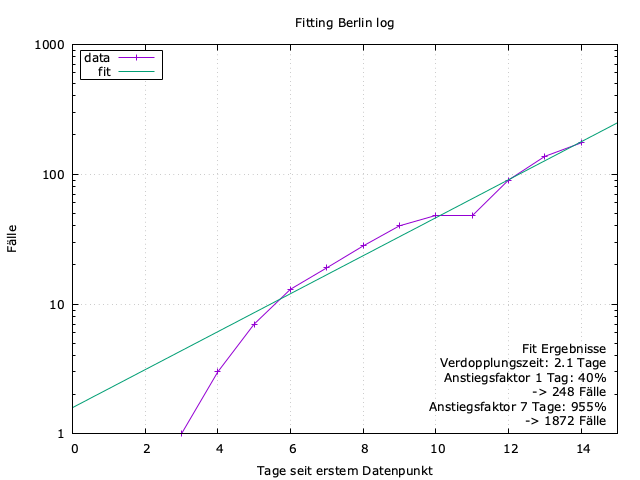 Fitting Berlin log
1000
100
10
1
Fälle
data
fit
Fit Ergebnisse
Verdopplungszeit: 2.1 Tage
Anstiegsfaktor 1 Tag: 40%
-> 248 Fälle
Anstiegsfaktor 7 Tage: 955%
-> 1872 Fälle
0 2 4 6 8 10 12 14
Tage seit erstem Datenpunkt